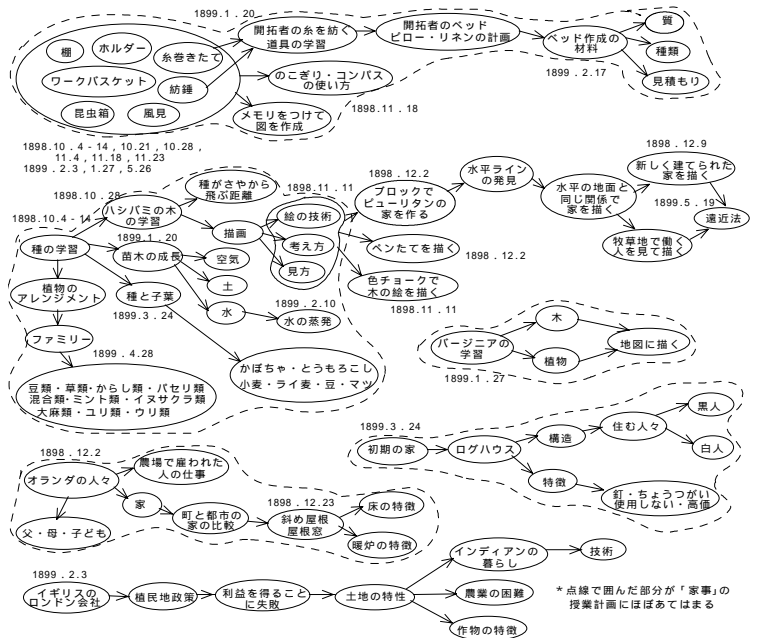 1899.1.20
棚
ホルダー
糸巻きたて
ワークバスケット
紡錘
昆虫箱
風見
開拓者の糸を紡ぐ
道具の学習
開拓者のベッド
ピロー・リネンの計画
ベッド作成の
材料
1899．2.17
質
種類
見積もり
のこぎり・コンパス
の使い方
1898.11．18
メモリをつけて
図を作成
1898.10．4 - 14 , 10.21 , 10.28 ,
11.4 , 11.18 , 11.23
1899．2.3 , 1.27 , 5.26
1898.10．28
1898.10.4- 14
種の学習
ハシバミの木
の学習
種がさやから
飛ぶ距離
描画
1898.11．11
絵の技術
考え方
見方
1898．12.2
ブロックで
ピューリタンの
家を作る
水平ライン
の発見
水平の地面と
同じ関係で
家を描く
1898．12.9
新しく建てられた
家を描く
1899.5．19
遠近法
牧草地で働く
人を見て描く
ペンたてを描く
1898．12.2
色チョークで
木の絵を描く
1898.11．11
1899.1．20
苗木の成長
空気
土
水
1899．2.10
水の蒸発
植物の
アレンジメント
種と子葉
1899.3．24
ファミリー
1899．4.28
豆類・草類・からし類・パセリ類
混合類・ミント類・イヌサクラ類
大麻類・ユリ類・ウリ類
かぼちゃ・とうもろこし
小麦・ライ麦・豆・マツ
バージニアの
学習
1899.1．27
木
植物
地図に描く
1899.3．24
初期の家
ログハウス
構造
住む人々
黒人
白人
特徴
釘・ちょうつがい
使用しない・高価
1898．12.2
オランダの人々
農場で雇われた
人の仕事
家
父・母・子ども
町と都市の
家の比較
1898．12.23
斜め屋根
屋根窓
床の特徴
暖炉の特徴
1899．2.3
イギリスの
ロンドン会社
植民地政策
利益を得ること
に失敗
土地の特性
インディアンの
暮らし
技術
農業の困難
作物の特徴
*点線で囲んだ部分が「家事」の
授業計画にほぼあてはまる